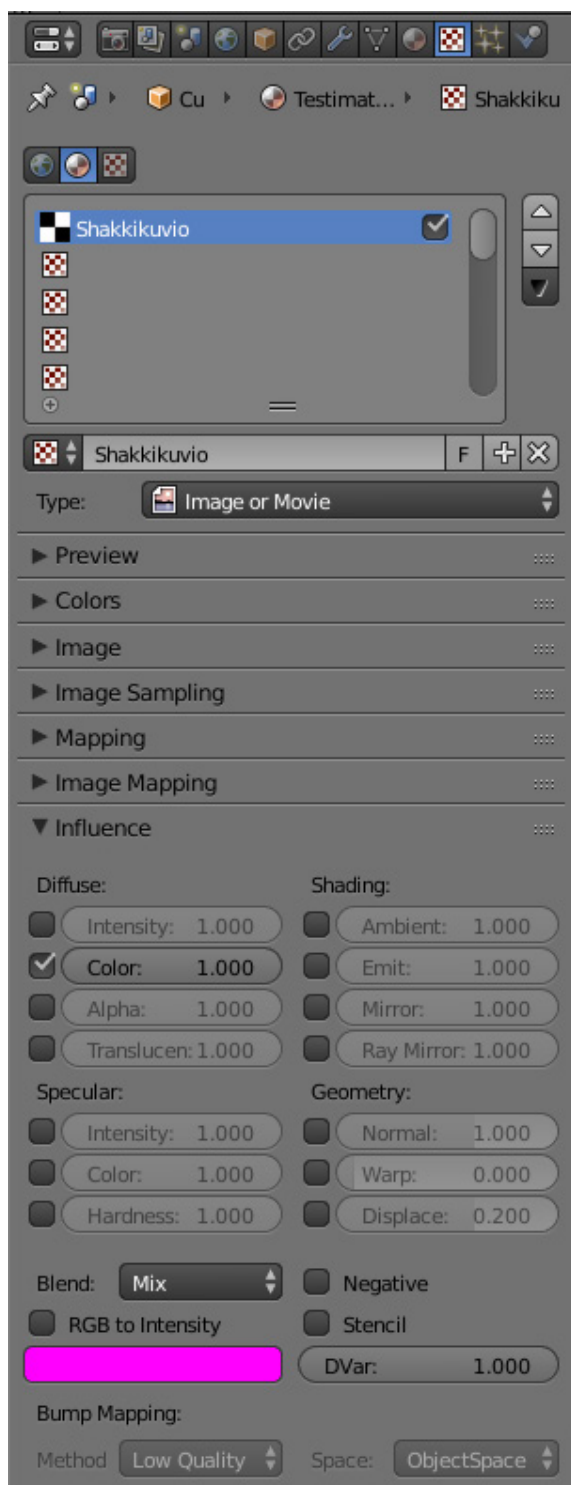 Cu Testimat... Shakkiku
Shakkikuvio
Shakkikuvio F
Type: Image or Movie
Preview
Colors
Image
Image Sampling
Mapping
Image Mapping
Influence
Diffuse: Shading:
Intensity: 1.000 Ambient: 1.000
Color: 1.000 Emit: 1.000
Alpha: 1.000 Mirror: 1.000
Translucen: 1.000 Ray Mirror: 1.000
Specular: Geometry:
Intensity: 1.000 Normal: 1.000
Color: 1.000 Warp: 0.000
Hardness: 1.000 Displace: 0.200
Blend: Mix Negative
RGB to Intensity Stencil
DVar: 1.000
Bump Mapping:
Method Low Quality Space: ObjectSpace